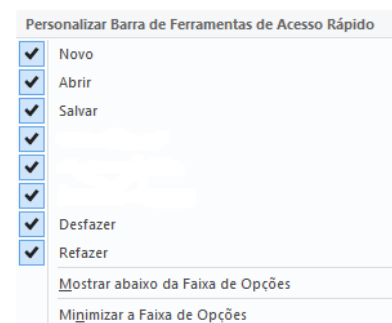 Personalizar Barra de Ferramentas de Acesso Rápido
Novo
Abrir
Salvar
Desfazer
Refazer
Mostrar abaixo da Faixa de Opções
Minimizar a Faixa de Opções